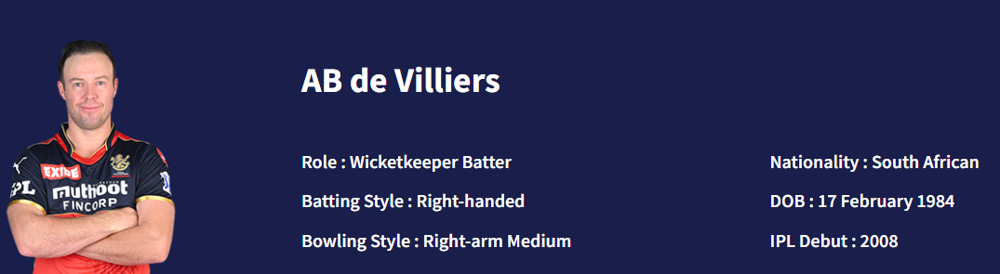 AB de Villiers
Role : Wicketkeeper Batter
Nationality : South African
Batting Style : Right-handed
DOB : 17 February 1984
Bowling Style : Right-arm Medium
IPL Debut : 2008
EXIDE
muthoot
FINCORP